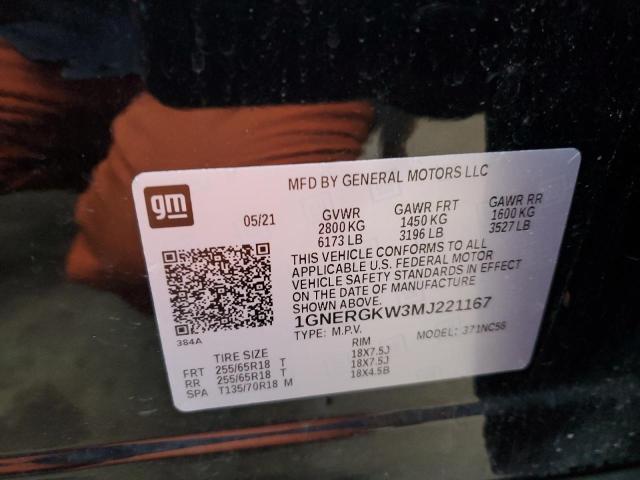 MFD BY GENERAL MOTORS LLC
gm
05/21 GVWR GAWR FRT GAWR RR
2800 KG 1450 KG 1600 KG
6173 LB 3196 LB 3527 LB
THIS VEHICLE CONFORMS TO ALL
APPLICABLE U.S. FEDERAL MOTOR
VEHICLE SAFETY STANDARDS IN EFFECT
ON THE DATE OF MANUFACTURE
SHOWN ABOVE.
384A
1GNERGKW3MJ221167
TYPE: M.P.V. MODEL: 371NC56
TIRE SIZE RIM
FRT 255/65R18 T 18X7.5J
RR 255/65R18 T 18X7.5J
SPA T135/70R18 M 18X4.5B